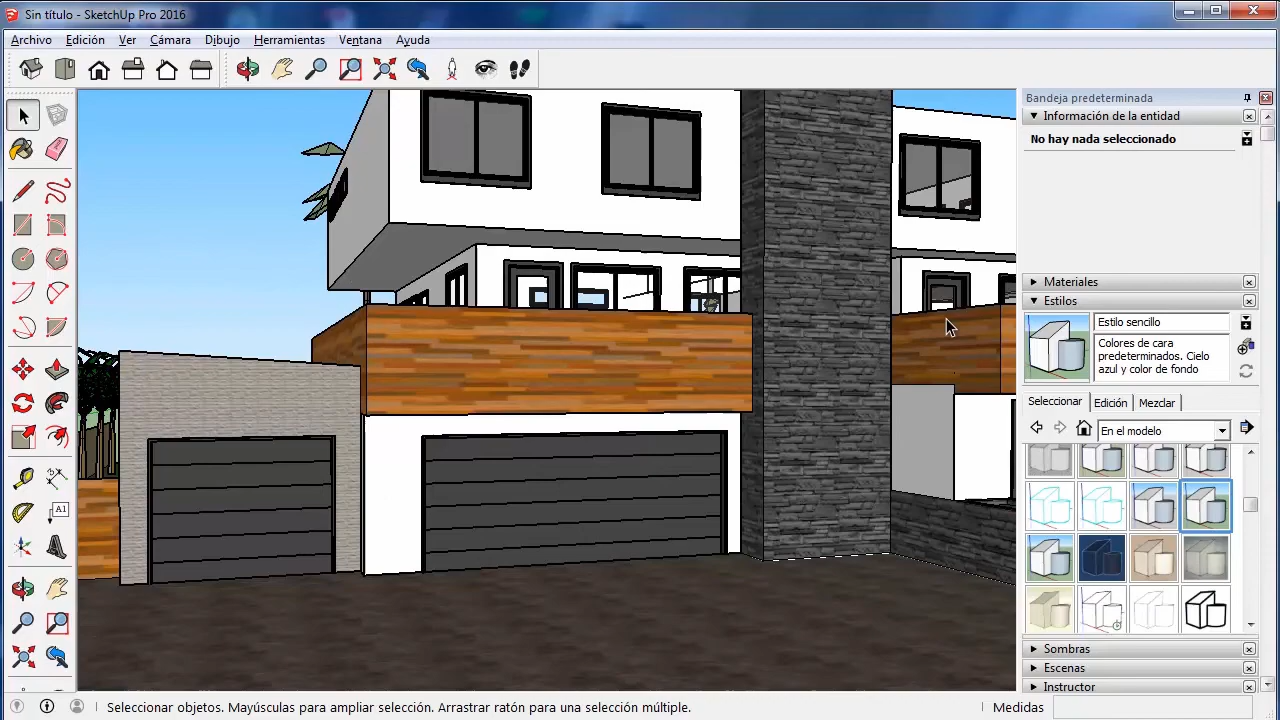 Sin título - SketchUp Pro 2016
Archivo Edición Ver Cámara Dibujo Herramientas Ventana Ayuda
Bandeja predeterminada
Información de la entidad
No hay nada seleccionado
Materiales
Estilos
Estilo sencillo
Colores de cara
predeterminados. Cielo
azul y color de fondo
Seleccionar Edición Mezclar
En el modelo
A1
Sombras
Escenas
Instructor
Seleccionar objetos. Mayúsculas para ampliar selección. Arrastrar ratón para una selección múltiple.
Medidas